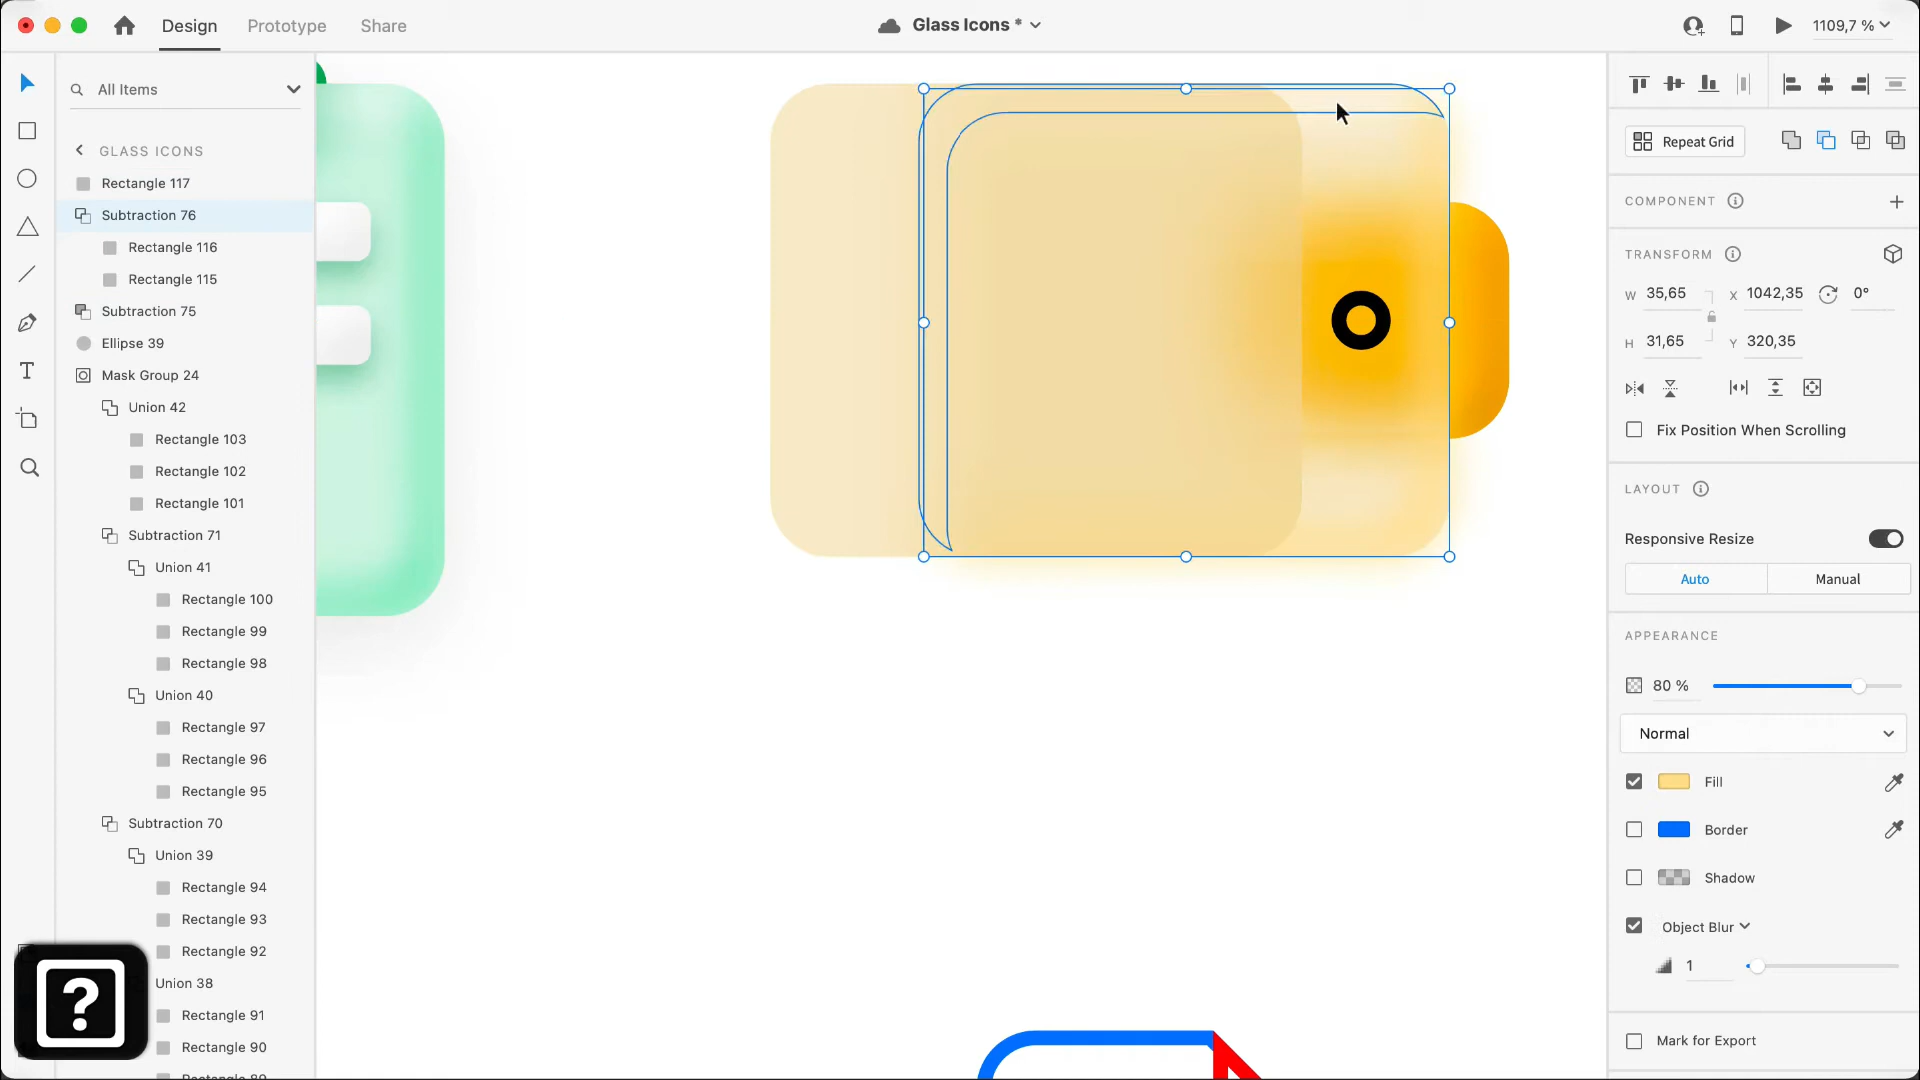 Design
Prototype
Share
Glass Icons *
1109,7 %
All Items
GLASS ICONS
Rectangle 117
Subtraction 76
Rectangle 116
Rectangle 115
Subtraction 75
Ellipse 39
Mask Group 24
Union 42
Rectangle 103
Rectangle 102
Rectangle 101
Subtraction 71
Union 41
Rectangle 100
Rectangle 99
Rectangle 98
Union 40
Rectangle 97
Rectangle 96
Rectangle 95
Subtraction 70
Union 39
Rectangle 94
Rectangle 93
Rectangle 92
Union 38
Rectangle 91
Rectangle 90
Rectangle 89
?
Repeat Grid
COMPONENT
TRANSFORM
W 35,65 X 1042,35 0°
H 31,65 Y 320,35
Fix Position When Scrolling
LAYOUT
Responsive Resize
Auto
Manual
APPEARANCE
80 %
Normal
Fill
Border
Shadow
Object Blur
1
Mark for Export